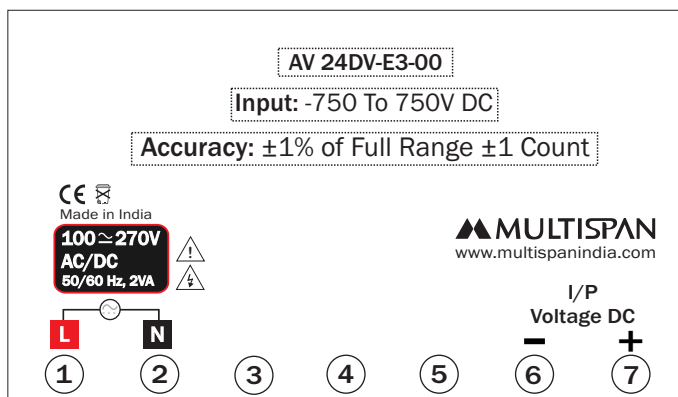 AV 24DV-E3-00
Input: -750 To 750V DC
Accuracy: ±1% of Full Range ±1 Count
CE
Made in India
100≃270V
AC/DC
50/60 Hz, 2VA
MULTISPAN
www.multispanindia.com
I/P
Voltage DC
L N − +
1 2 3 4 5 6 7